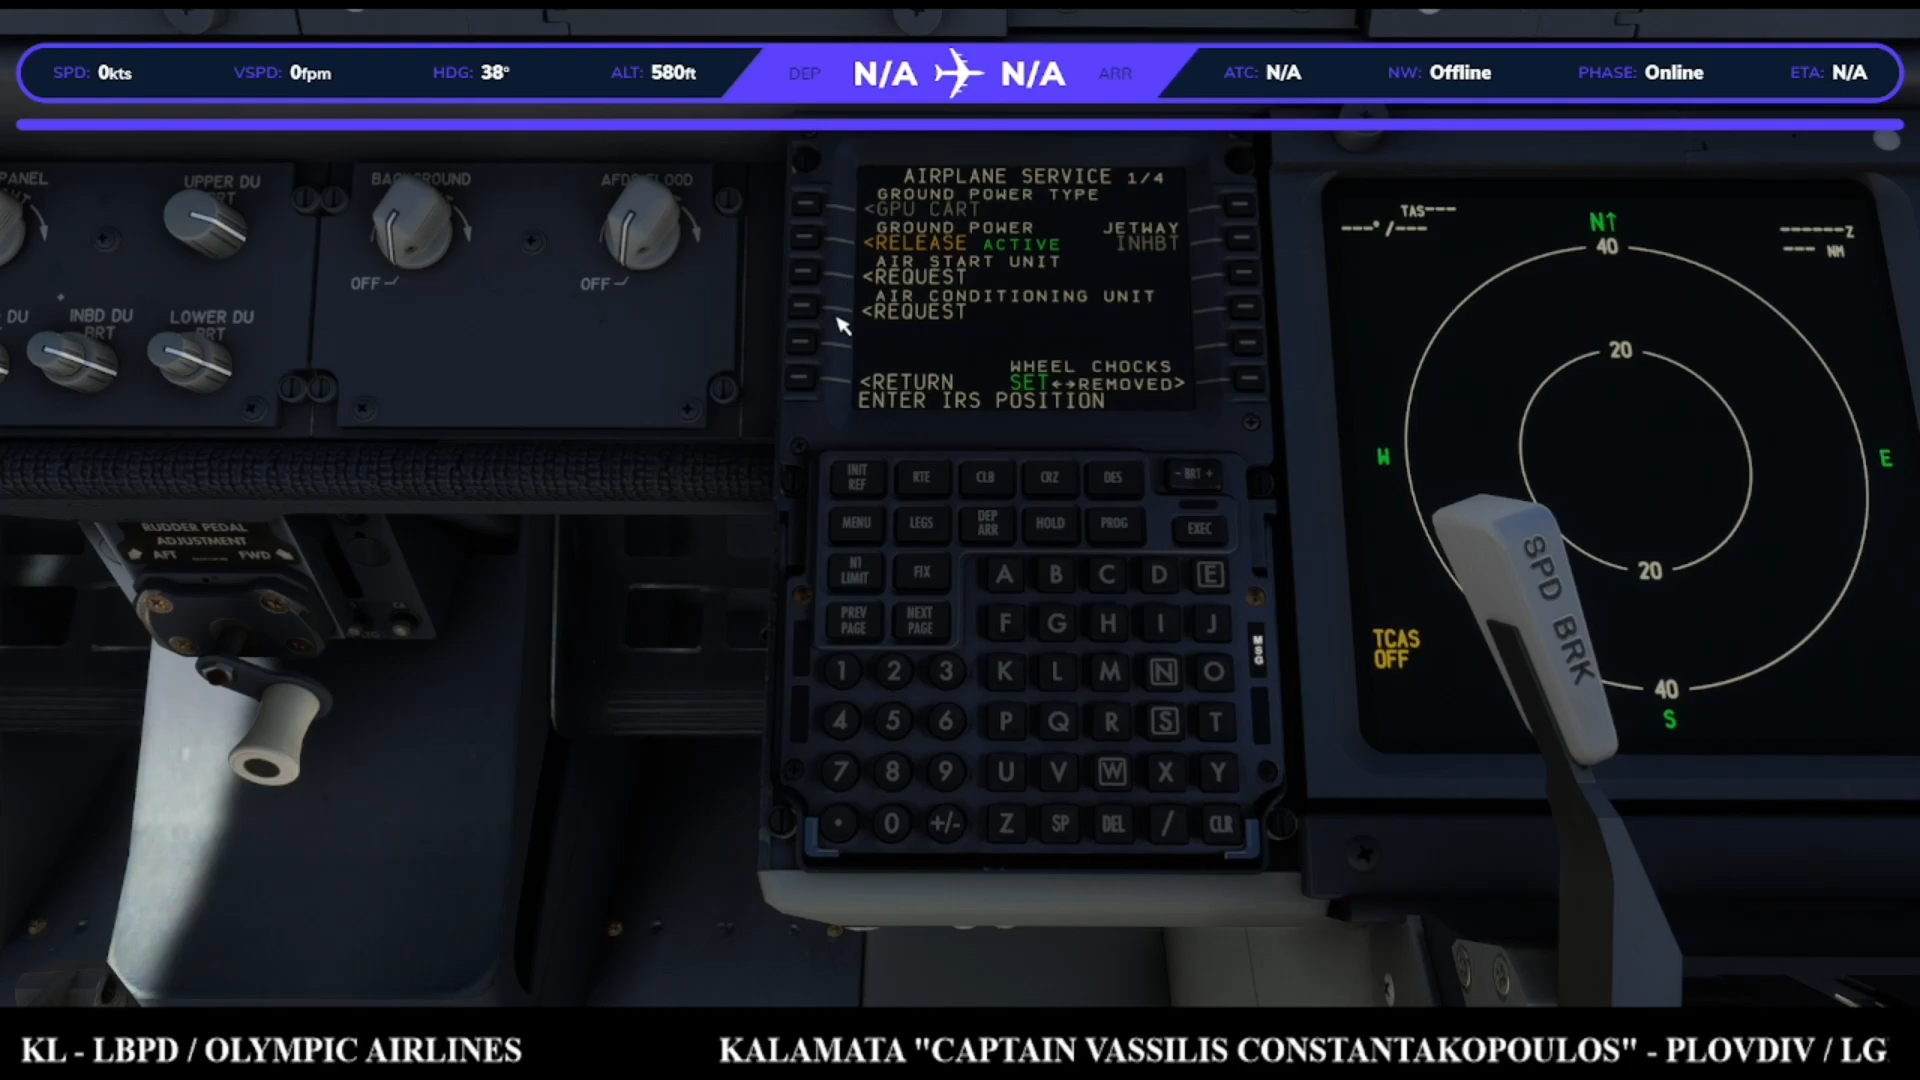 SPD: 0kts VSPD: 0fpm HDG: 38° ALT: 580ft DEP N/A N/A ARR ATC: N/A NW: Offline PHASE: Online ETA: N/A
PANEL
UPPER DU
BRT
BACKGROUND
OFF
AFDS FLOOD
OFF
DU
INBD DU
BRT
LOWER DU
BRT
AIRPLANE SERVICE 1/4
GROUND POWER TYPE
<GPU CART
GROUND POWER JETWAY
<RELEASE ACTIVE INHBT
AIR START UNIT
<REQUEST
AIR CONDITIONING UNIT
<REQUEST
WHEEL CHOCKS
<RETURN SET←→REMOVED>
ENTER IRS POSITION
TAS---
---°/---
------Z
--- NM
N↑
40
20
W
E
20
40
S
TCAS
OFF
SPD BRK
RUDDER PEDAL
ADJUSTMENT
AFT FWD
INIT REF RTE CLB CRZ DES - BRT +
MENU LEGS DEP ARR HOLD PROG EXEC
N1 LIMIT FIX A B C D E
PREV PAGE NEXT PAGE F G H I J
MSG
1 2 3 K L M N O
4 5 6 P Q R S T
7 8 9 U V W X Y
. 0 +/- Z SP DEL / CLR
KL - LBPD / OLYMPIC AIRLINES KALAMATA "CAPTAIN VASSILIS CONSTANTAKOPOULOS" - PLOVDIV / LG